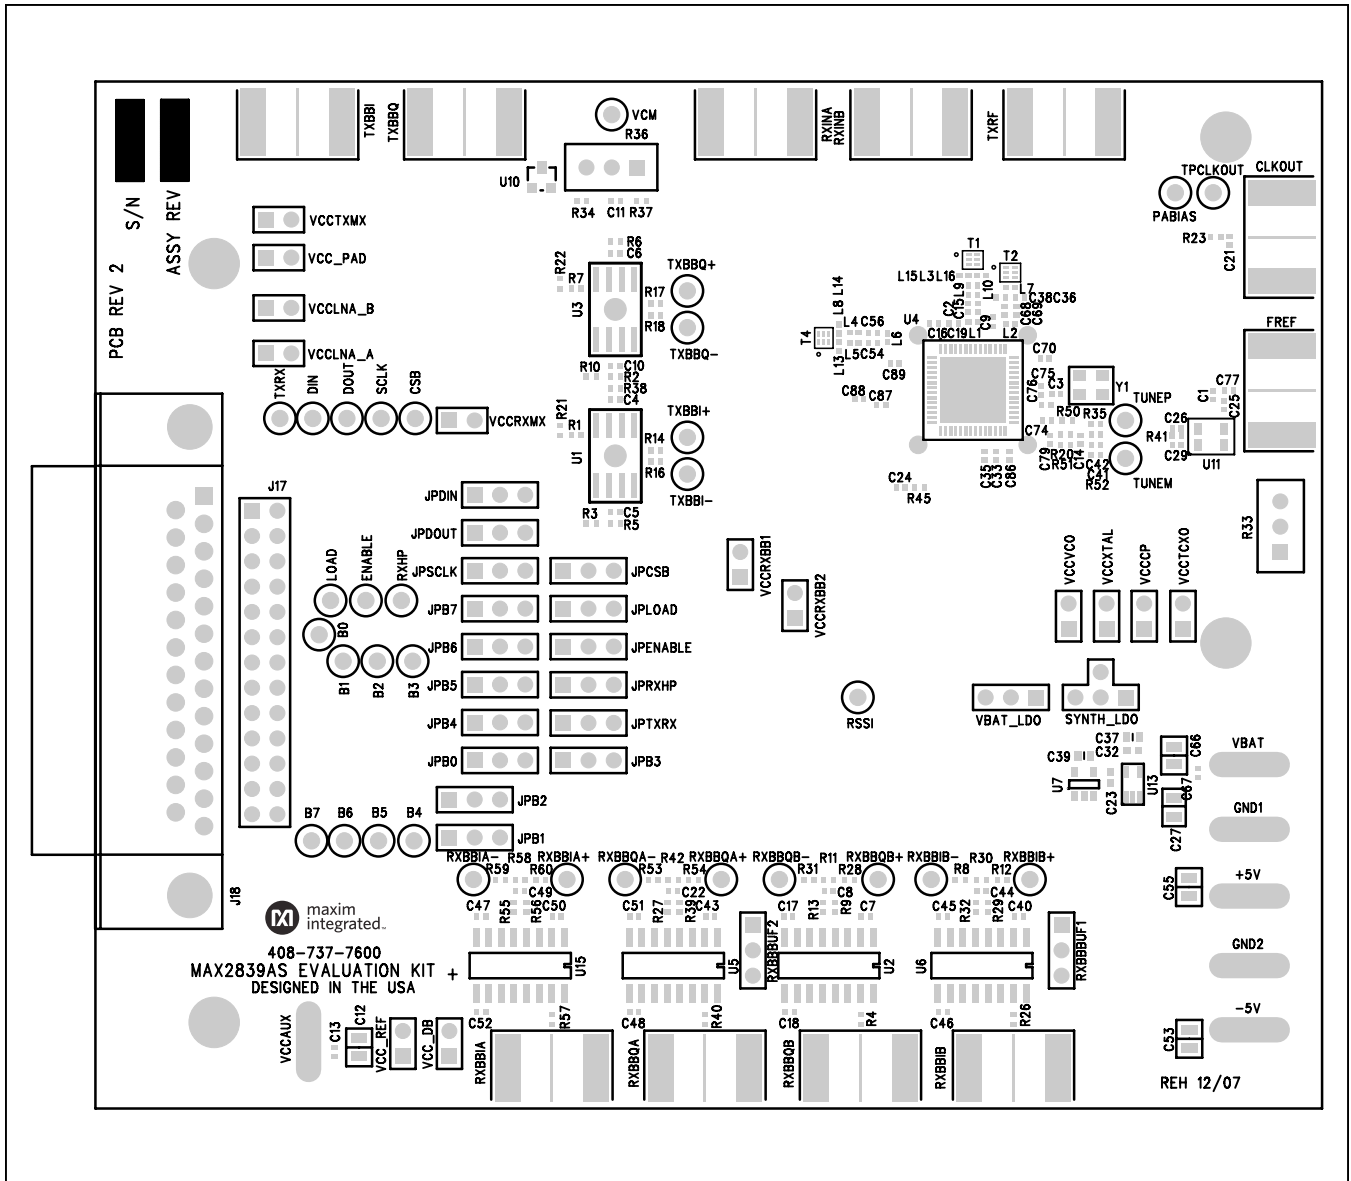 TXBBI
TXBBQ
VCM
R36
RXINA
RXINB
TXRF
S/N
ASSY REV
PCB REV 2
U10
R34 C11 R37
TPCLKOUT
CLKOUT
PABIAS
R23
C21
VCCTXMX
VCC_PAD
VCCLNA_B
VCCLNA_A
R6
C6
R22
R7
U3
TXBBQ+
R17
R18
TXBBQ-
R10
C10
R2
R38
C4
T1
T2
L15 L3 L16
L9
L10
L7
C38 C36
C2
C15
C9
C68
C69
L14
L8
L4 C56
L6
T4
L5 C54
L13
C89
C88
C87
U4
C16 C19 L1
L2
C70
C75
C76
C3
Y1
R50
R35
TUNEP
C74
C79
R20
R51
C14
C42
C41
R52
TUNEM
C35
C33
C86
C24
R45
FREF
C1
C77
C25
C26
R41
C29
U11
R33
TXRX
DIN
DOUT
SCLK
CSB
VCCRXMX
R21
R1
U1
TXBBI+
R14
R16
TXBBI-
R3
C5
R5
J17
JPDIN
JPDOUT
JPSCLK
JPCSB
JPB7
JPLOAD
JPB6
JPENABLE
JPB5
JPRXHP
JPB4
JPTXRX
JPB0
JPB3
JPB2
JPB1
LOAD
ENABLE
RXHP
B0
B1
B2
B3
B7 B6 B5 B4
VCCRXBB1
VCCRXBB2
VCCVCO
VCCXTAL
VCCCP
VCCTCXO
RSSI
VBAT_LDO
SYNTH_LDO
C37
C32
C39
U7
C23
U13
C66
C67
C27
VBAT
GND1
+5V
C55
GND2
-5V
C53
RXBBIA- R58 RXBBIA+ RXBBQA- R42 RXBBQA+ RXBBQB- R11 RXBBQB+ RXBBIB- R30 RXBBIB+
R59 R60 R53 R54 R31 R28 R8 R12
C49 C22 C8 C44
C47 R55 R56 C50 C51 R27 R39 C43 C17 R13 R9 C7 C45 R32 R29 C40
J18
maxim
integrated™
408-737-7600
MAX2839AS EVALUATION KIT +
DESIGNED IN THE USA
U15
U5
RXBBBUF2
U2
U6
RXBBBUF1
C52 R57 C48 R40 C18 R4 C46 R26
VCCAUX
C13
C12
VCC_REF
VCC_DB
RXBBIA
RXBBQA
RXBBQB
RXBBIB
REH 12/07